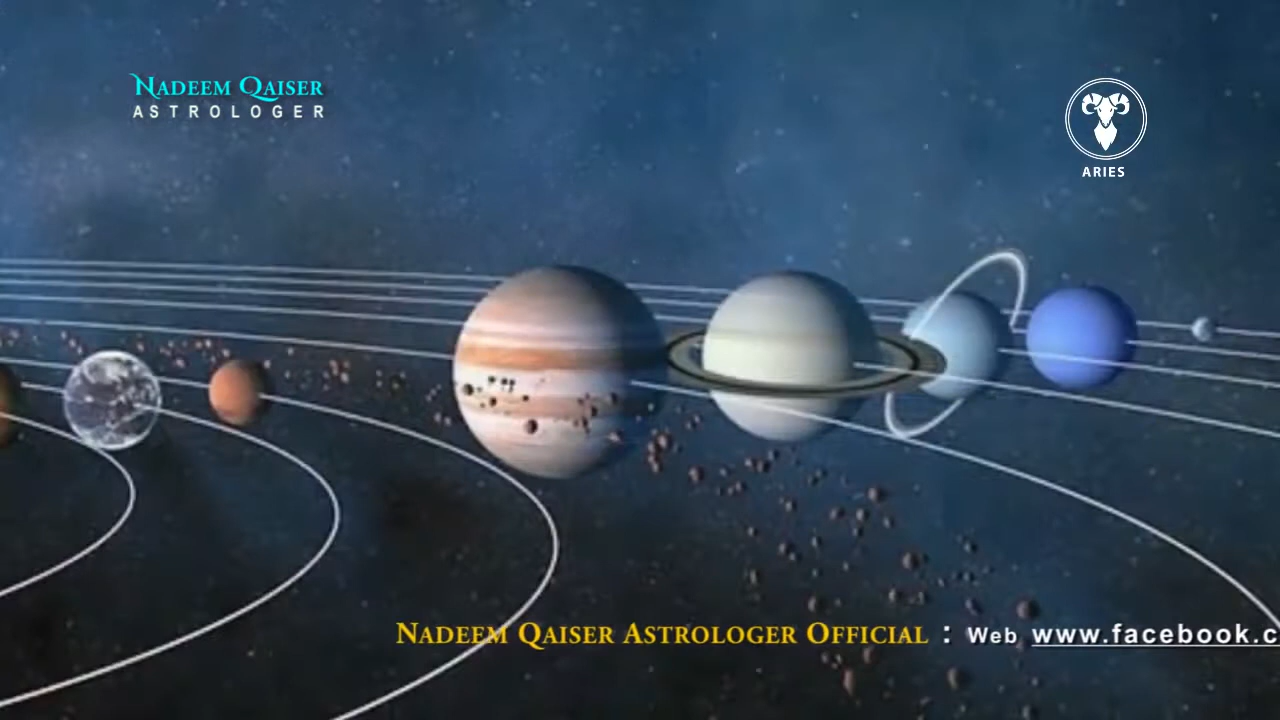 Nadeem Qaiser
ASTROLOGER
ARIES
Nadeem Qaiser Astrologer Official : Web www.facebook.c